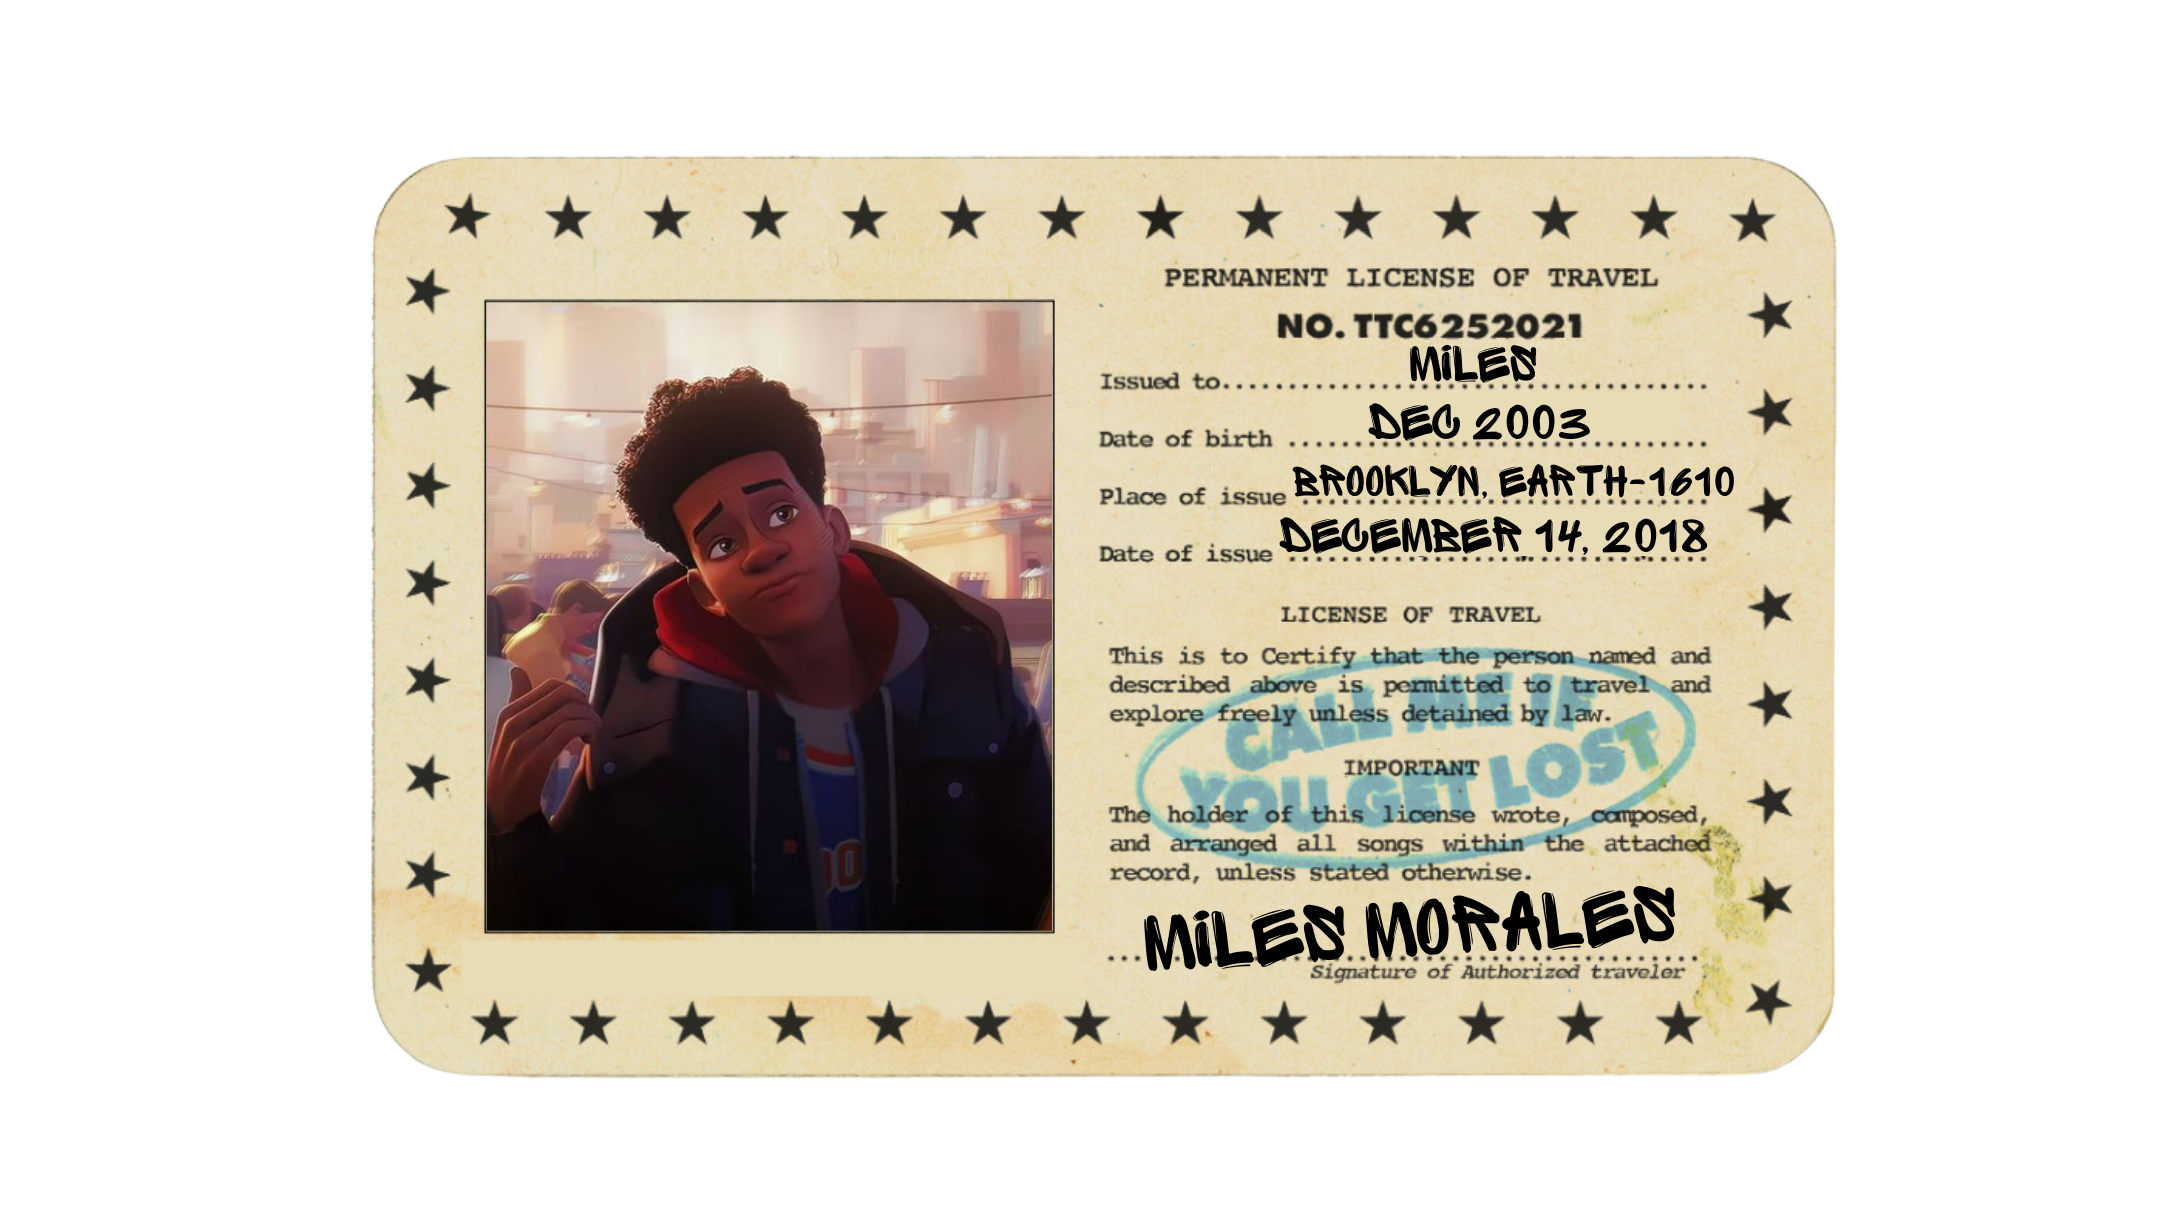 PERMANENT LICENSE OF TRAVEL
NO. TTC6252021
Issued to.....MiLES
Date of birth .....DEC 2003
Place of issue BROOKLYN, EARTH-1610
Date of issue DECEMBER 14, 2018
LICENSE OF TRAVEL
This is to Certify that the person named and
described above is permitted to travel and
explore freely unless detained by law.
CALL ME IF
YOU GET LOST
IMPORTANT
The holder of this license wrote, composed,
and arranged all songs within the attached
record, unless stated otherwise.
MiLES MORALES
Signature of Authorized traveler